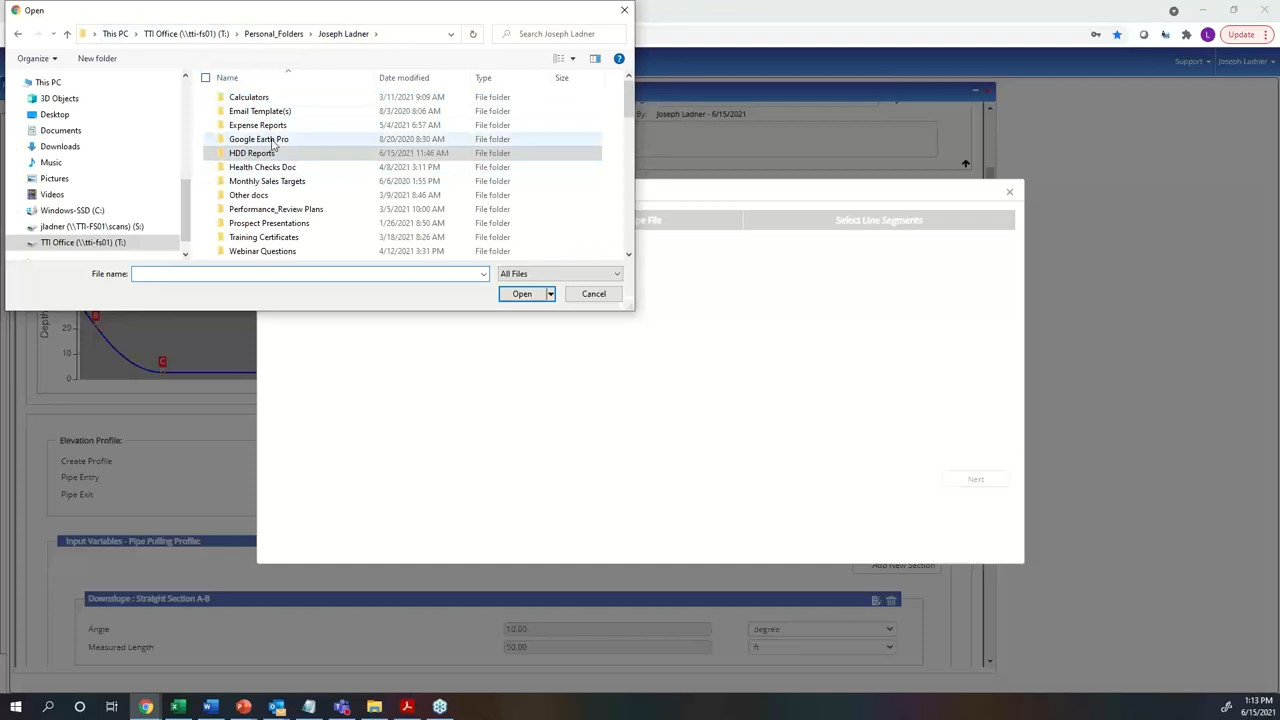 Open
This PC > TTI Office (\\tti-fs01) (T:) > Personal_Folders > Joseph Ladner >
Search Joseph Ladner
Update
Organize
New folder
Support
Joseph Ladner
Name
Date modified
Type
Size
This PC
3D Objects
Desktop
Documents
Downloads
Music
Pictures
Videos
Windows-SSD (C:)
jladner (\\TTI-FS01\scans) (S:)
TTI Office (\\tti-fs01) (T:)
Calculators 3/11/2021 9:09 AM File folder
Email Template(s) 8/3/2020 8:06 AM File folder
Expense Reports 5/4/2021 6:57 AM File folder
Google Earth Pro 8/20/2020 8:30 AM File folder
HDD Reports 6/15/2021 11:46 AM File folder
Health Checks Doc 4/8/2021 3:11 PM File folder
Monthly Sales Targets 6/6/2020 1:55 PM File folder
Other docs 3/9/2021 8:46 AM File folder
Performance_Review Plans 3/5/2021 10:00 AM File folder
Prospect Presentations 1/26/2021 8:50 AM File folder
Training Certificates 3/18/2021 8:26 AM File folder
Webinar Questions 4/12/2021 3:31 PM File folder
File name:
All Files
Open
Cancel
By: Joseph Ladner - 6/15/2021
File
Select Line Segments
Next
Depth
20
10
0
D
C
Elevation Profile:
Create Profile
Pipe Entry
Pipe Exit
Input Variables - Pipe Pulling Profile:
Add New Section
Downslope : Straight Section A-B
Angle 10.00 degree
Measured Length 50.00 ft
1:13 PM
6/15/2021